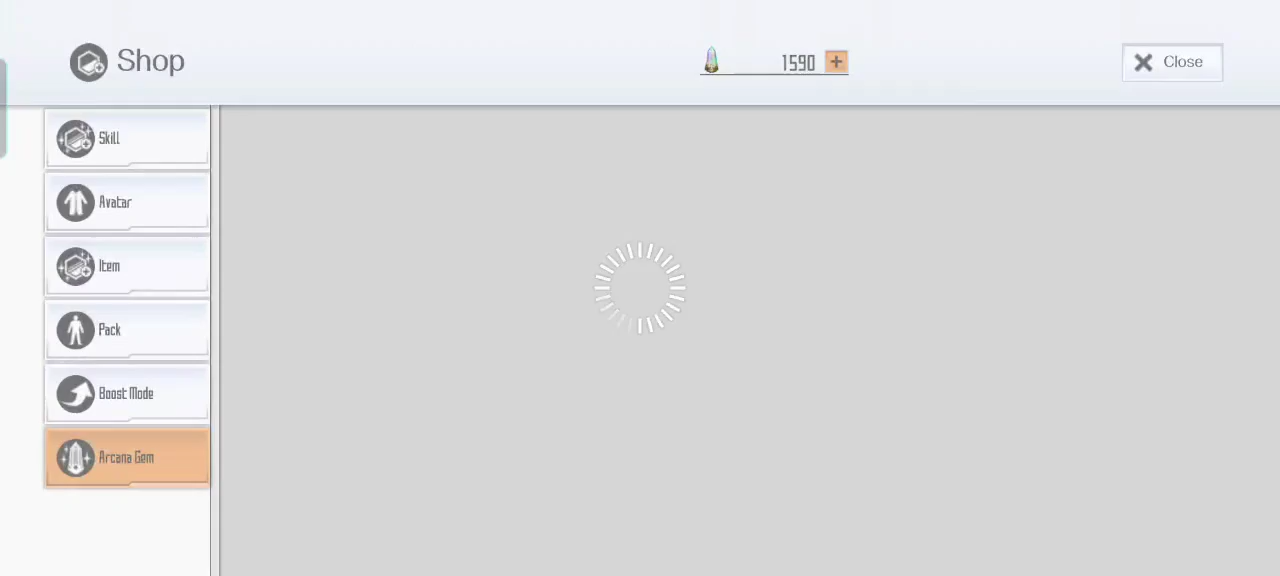 Shop
1590
Close
Skill
Avatar
Item
Pack
Boost Mode
Arcana Gem